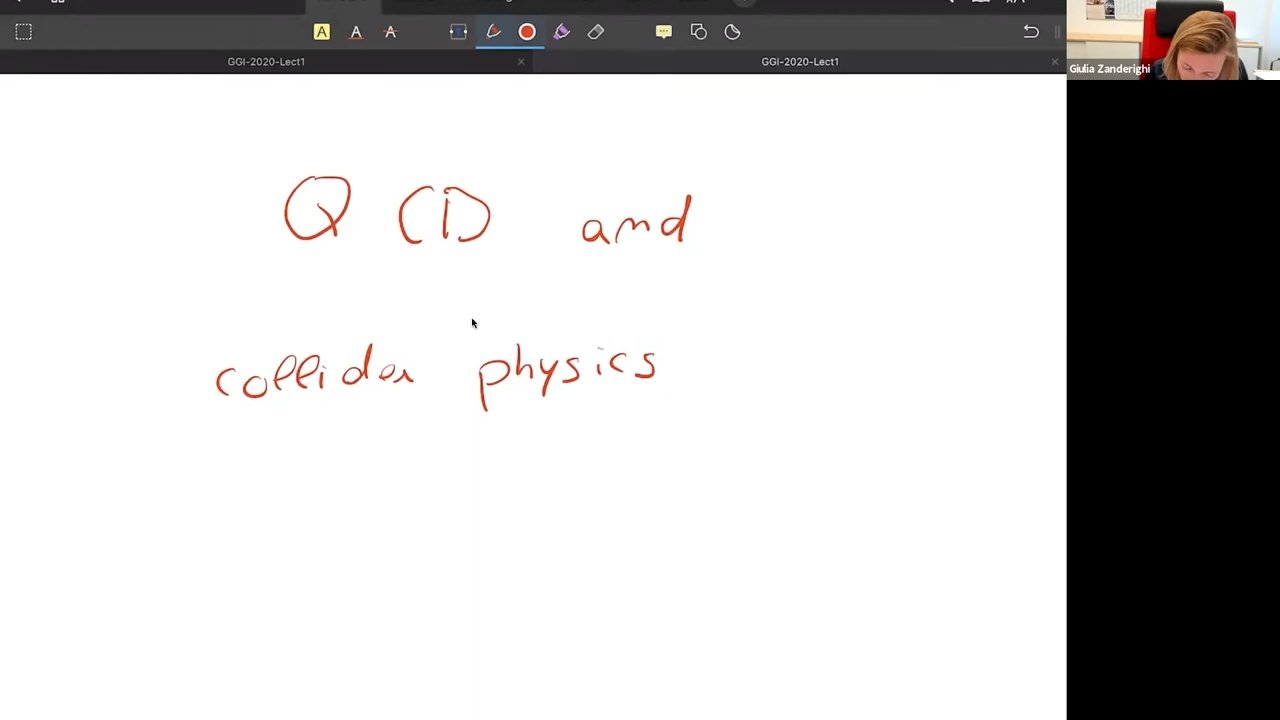 A A A
GGI-2020-Lect1 × GGI-2020-Lect1 ×
Giulia Zanderighi
QCD and
collider physics